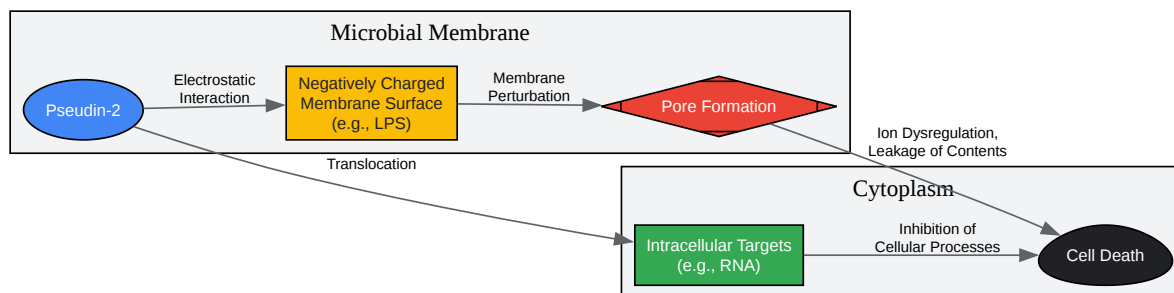 Microbial Membrane
Pseudin-2
Electrostatic
Interaction
Negatively Charged
Membrane Surface
(e.g., LPS)
Membrane
Perturbation
Pore Formation
Translocation
Ion Dysregulation,
Leakage of Contents
Cytoplasm
Intracellular Targets
(e.g., RNA)
Inhibition of
Cellular Processes
Cell Death